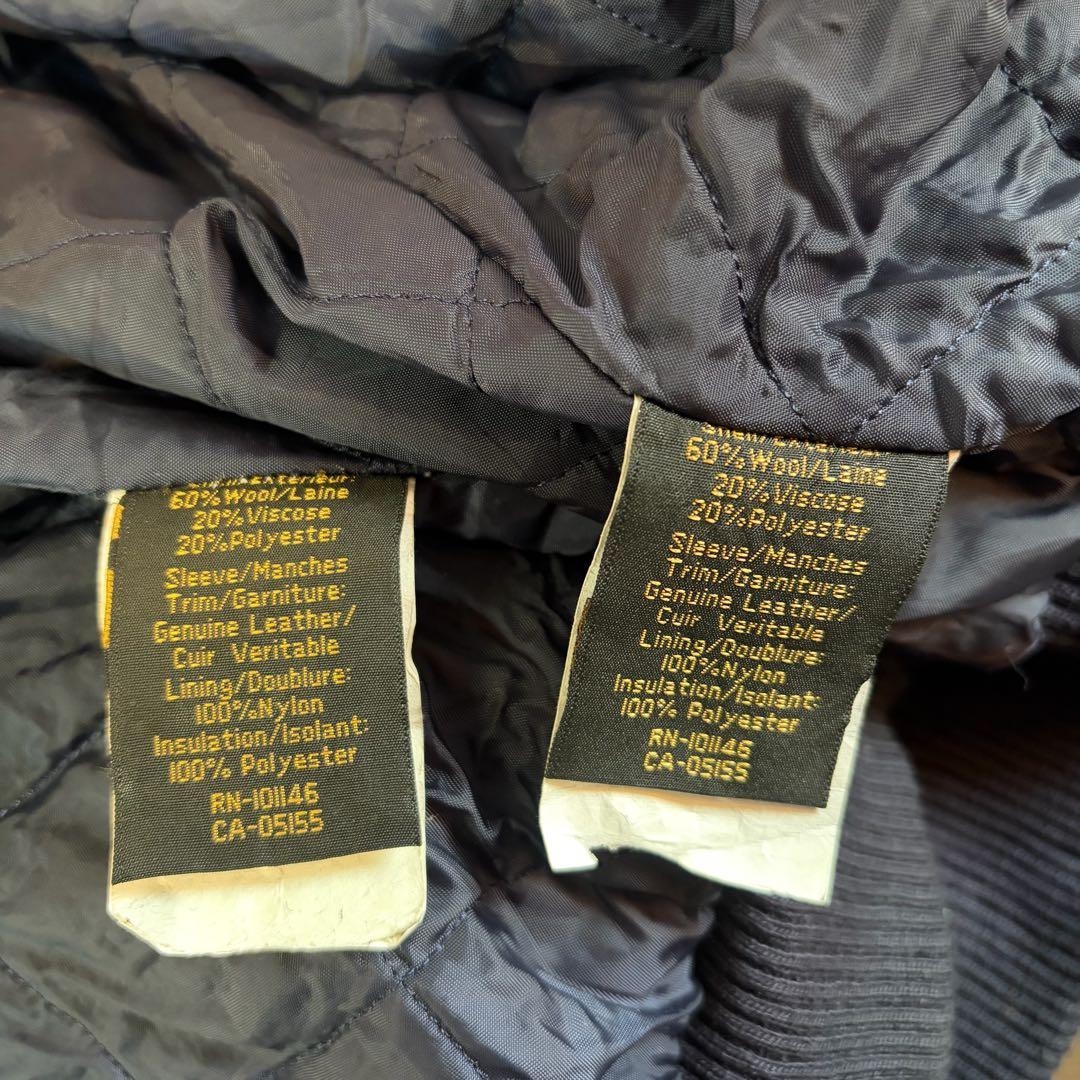 Shell/Extérieur:
60%Wool/Laine
20%Viscose
20%Polyester
Sleeve/Manches
Trim/Garniture:
Genuine Leather/
Cuir Veritable
Lining/Doublure:
100%Nylon
Insulation/Isolant:
100% Polyester
RN-101146
CA-05155
60%Wool/Laine
20%Viscose
20%Polyester
Sleeve/Manches
Trim/Garniture:
Genuine Leather/
Cuir Veritable
Lining/Doublure:
100%Nylon
Insulation/Isolant:
100% Polyester
RN-101146
CA-05155